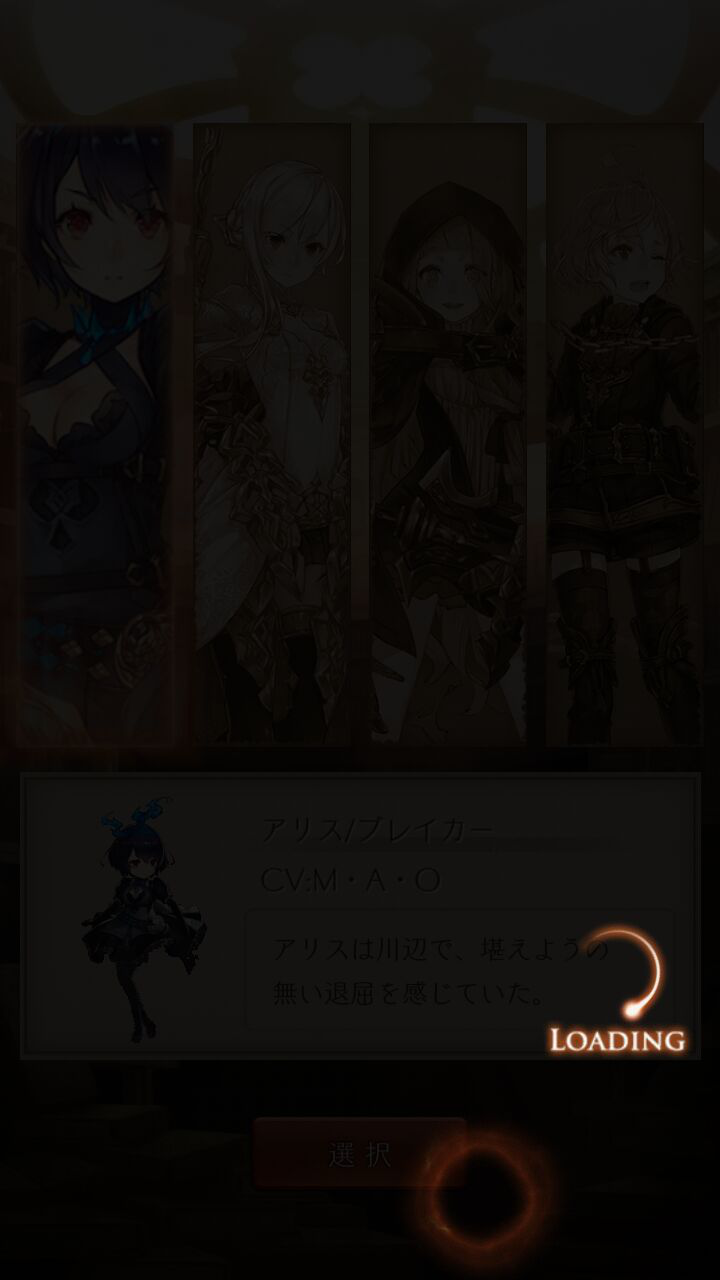 アリス/ブレイカー
CV:M・A・O
アリスは川辺で、堪えようの
無い退屈を感じていた。
LOADING
選択